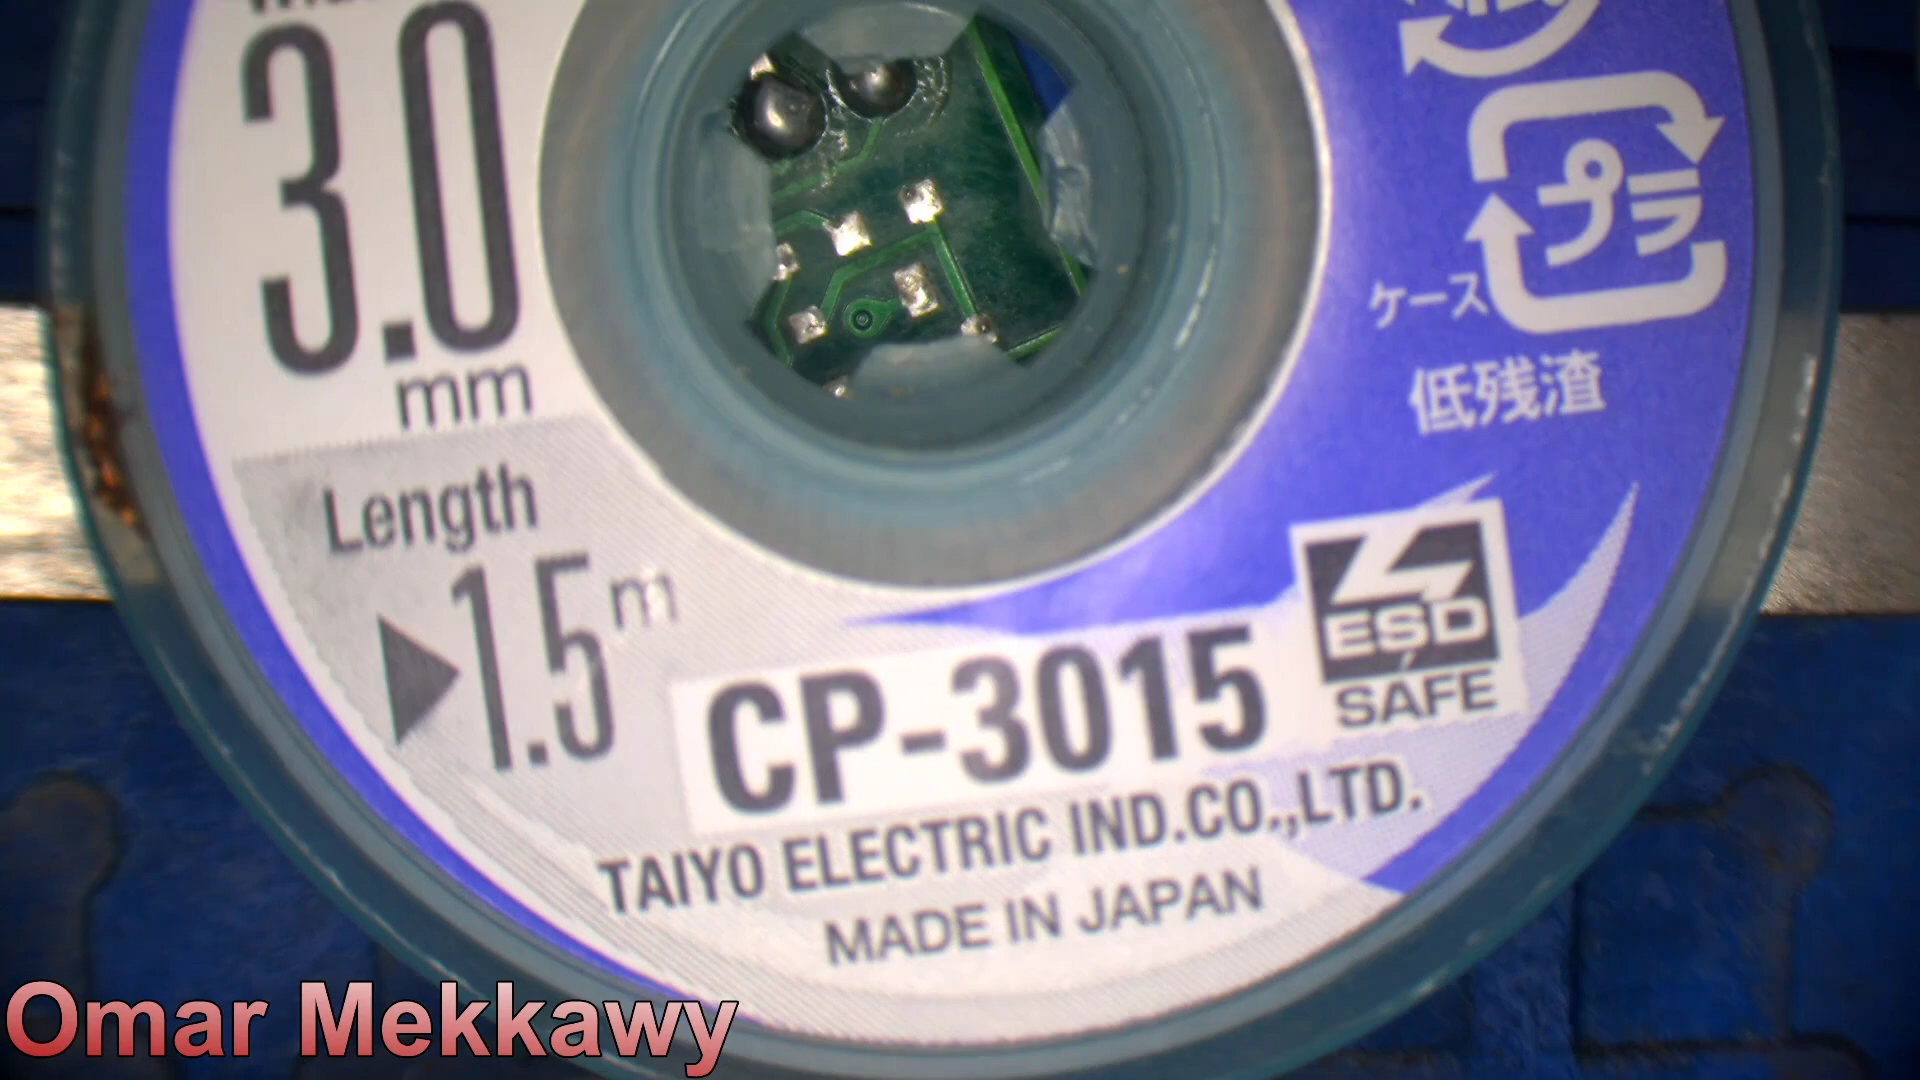 3.0
mm
Length
▶1.5m
CP-3015
TAIYO ELECTRIC IND.CO.,LTD.
MADE IN JAPAN
プラ
ケース
低残渣
ESD
SAFE
Omar Mekkawy